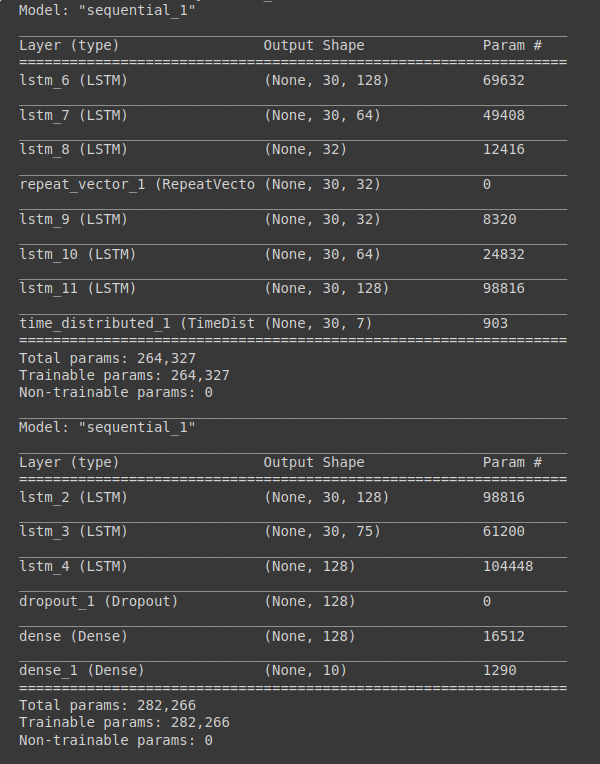 Model: "sequential_1"
Layer (type) Output Shape Param #
lstm_6 (LSTM) (None, 30, 128) 69632
lstm_7 (LSTM) (None, 30, 64) 49408
lstm_8 (LSTM) (None, 32) 12416
repeat_vector_1 (RepeatVecto (None, 30, 32) 0
lstm_9 (LSTM) (None, 30, 32) 8320
lstm_10 (LSTM) (None, 30, 64) 24832
lstm_11 (LSTM) (None, 30, 128) 98816
time_distributed_1 (TimeDist (None, 30, 7) 903
Total params: 264,327
Trainable params: 264,327
Non-trainable params: 0
Model: "sequential_1"
Layer (type) Output Shape Param #
lstm_2 (LSTM) (None, 30, 128) 98816
lstm_3 (LSTM) (None, 30, 75) 61200
lstm_4 (LSTM) (None, 128) 104448
dropout_1 (Dropout) (None, 128) 0
dense (Dense) (None, 128) 16512
dense_1 (Dense) (None, 10) 1290
Total params: 282,266
Trainable params: 282,266
Non-trainable params: 0